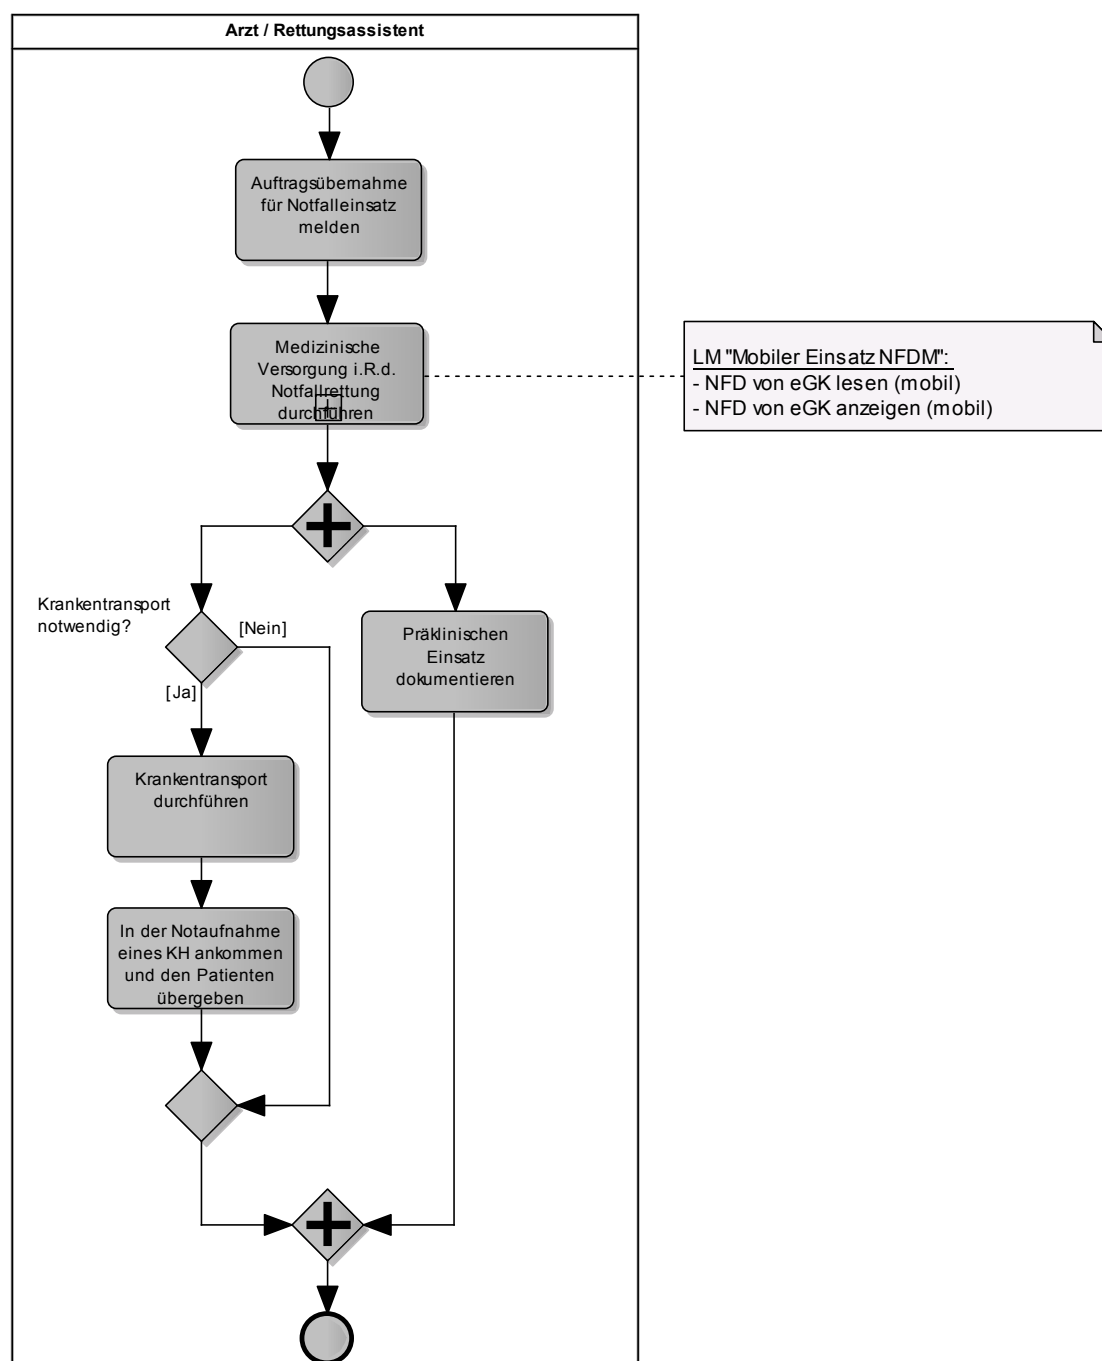 Arzt / Rettungsassistent
Auftragsübernahme
für Notfalleinsatz
melden
Medizinische
Versorgung i.R.d.
Notfallrettung
durchführen
LM "Mobiler Einsatz NFDM":
- NFD von eGK lesen (mobil)
- NFD von eGK anzeigen (mobil)
Krankentransport
notwendig?
[Nein]
[Ja]
Präklinischen
Einsatz
dokumentieren
Krankentransport
durchführen
In der Notaufnahme
eines KH ankommen
und den Patienten
übergeben